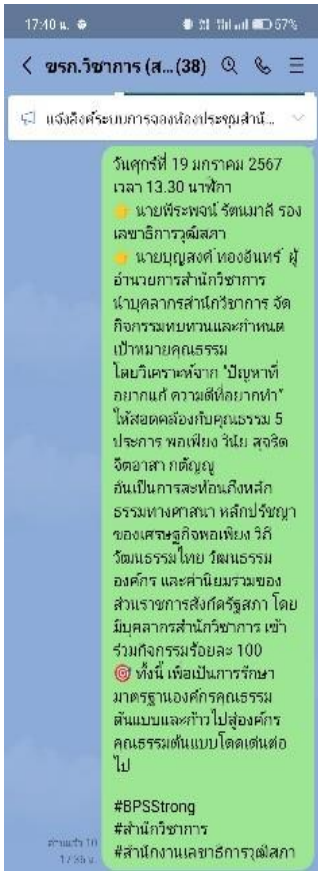 17:40 น.
57%
ขรก.วิชาการ (ส...(38)
แจ้งลิงค์ระบบการจองห้องประชุมสำนั...
วันศุกร์ที่ 19 มกราคม 2567
เวลา 13.30 นาฬิกา
👉 นายพีระพจน์ รัตนมาลี รอง
เลขาธิการวุฒิสภา
👉 นายบุญสงค์ ทองอินทร์ ผู้
อำนวยการสำนักวิชาการ
นำบุคลากรสำนักวิชาการ จัด
กิจกรรมทบทวนและกำหนด
เป้าหมายคุณธรรม
โดยวิเคราะห์จาก "ปัญหาที่
อยากแก้ ความดีที่อยากทำ"
ให้สอดคล้องกับคุณธรรม 5
ประการ พอเพียง วินัย สุจริต
จิตอาสา กตัญญู
อันเป็นการสะท้อนถึงหลัก
ธรรมทางศาสนา หลักปรัชญา
ของเศรษฐกิจพอเพียง วิถี
วัฒนธรรมไทย วัฒนธรรม
องค์กร และค่านิยมร่วมของ
ส่วนราชการสังกัดรัฐสภา โดย
มีบุคลากรสำนักวิชาการ เข้า
ร่วมกิจกรรมร้อยละ 100
🎯 ทั้งนี้ เพื่อเป็นการรักษา
มาตรฐานองค์กรคุณธรรม
ต้นแบบและก้าวไปสู่องค์กร
คุณธรรมต้นแบบโดดเด่นต่อ
ไป
#BPSStrong
#สำนักวิชาการ
#สำนักงานเลขาธิการวุฒิสภา
อ่านแล้ว 10
17:36 น.